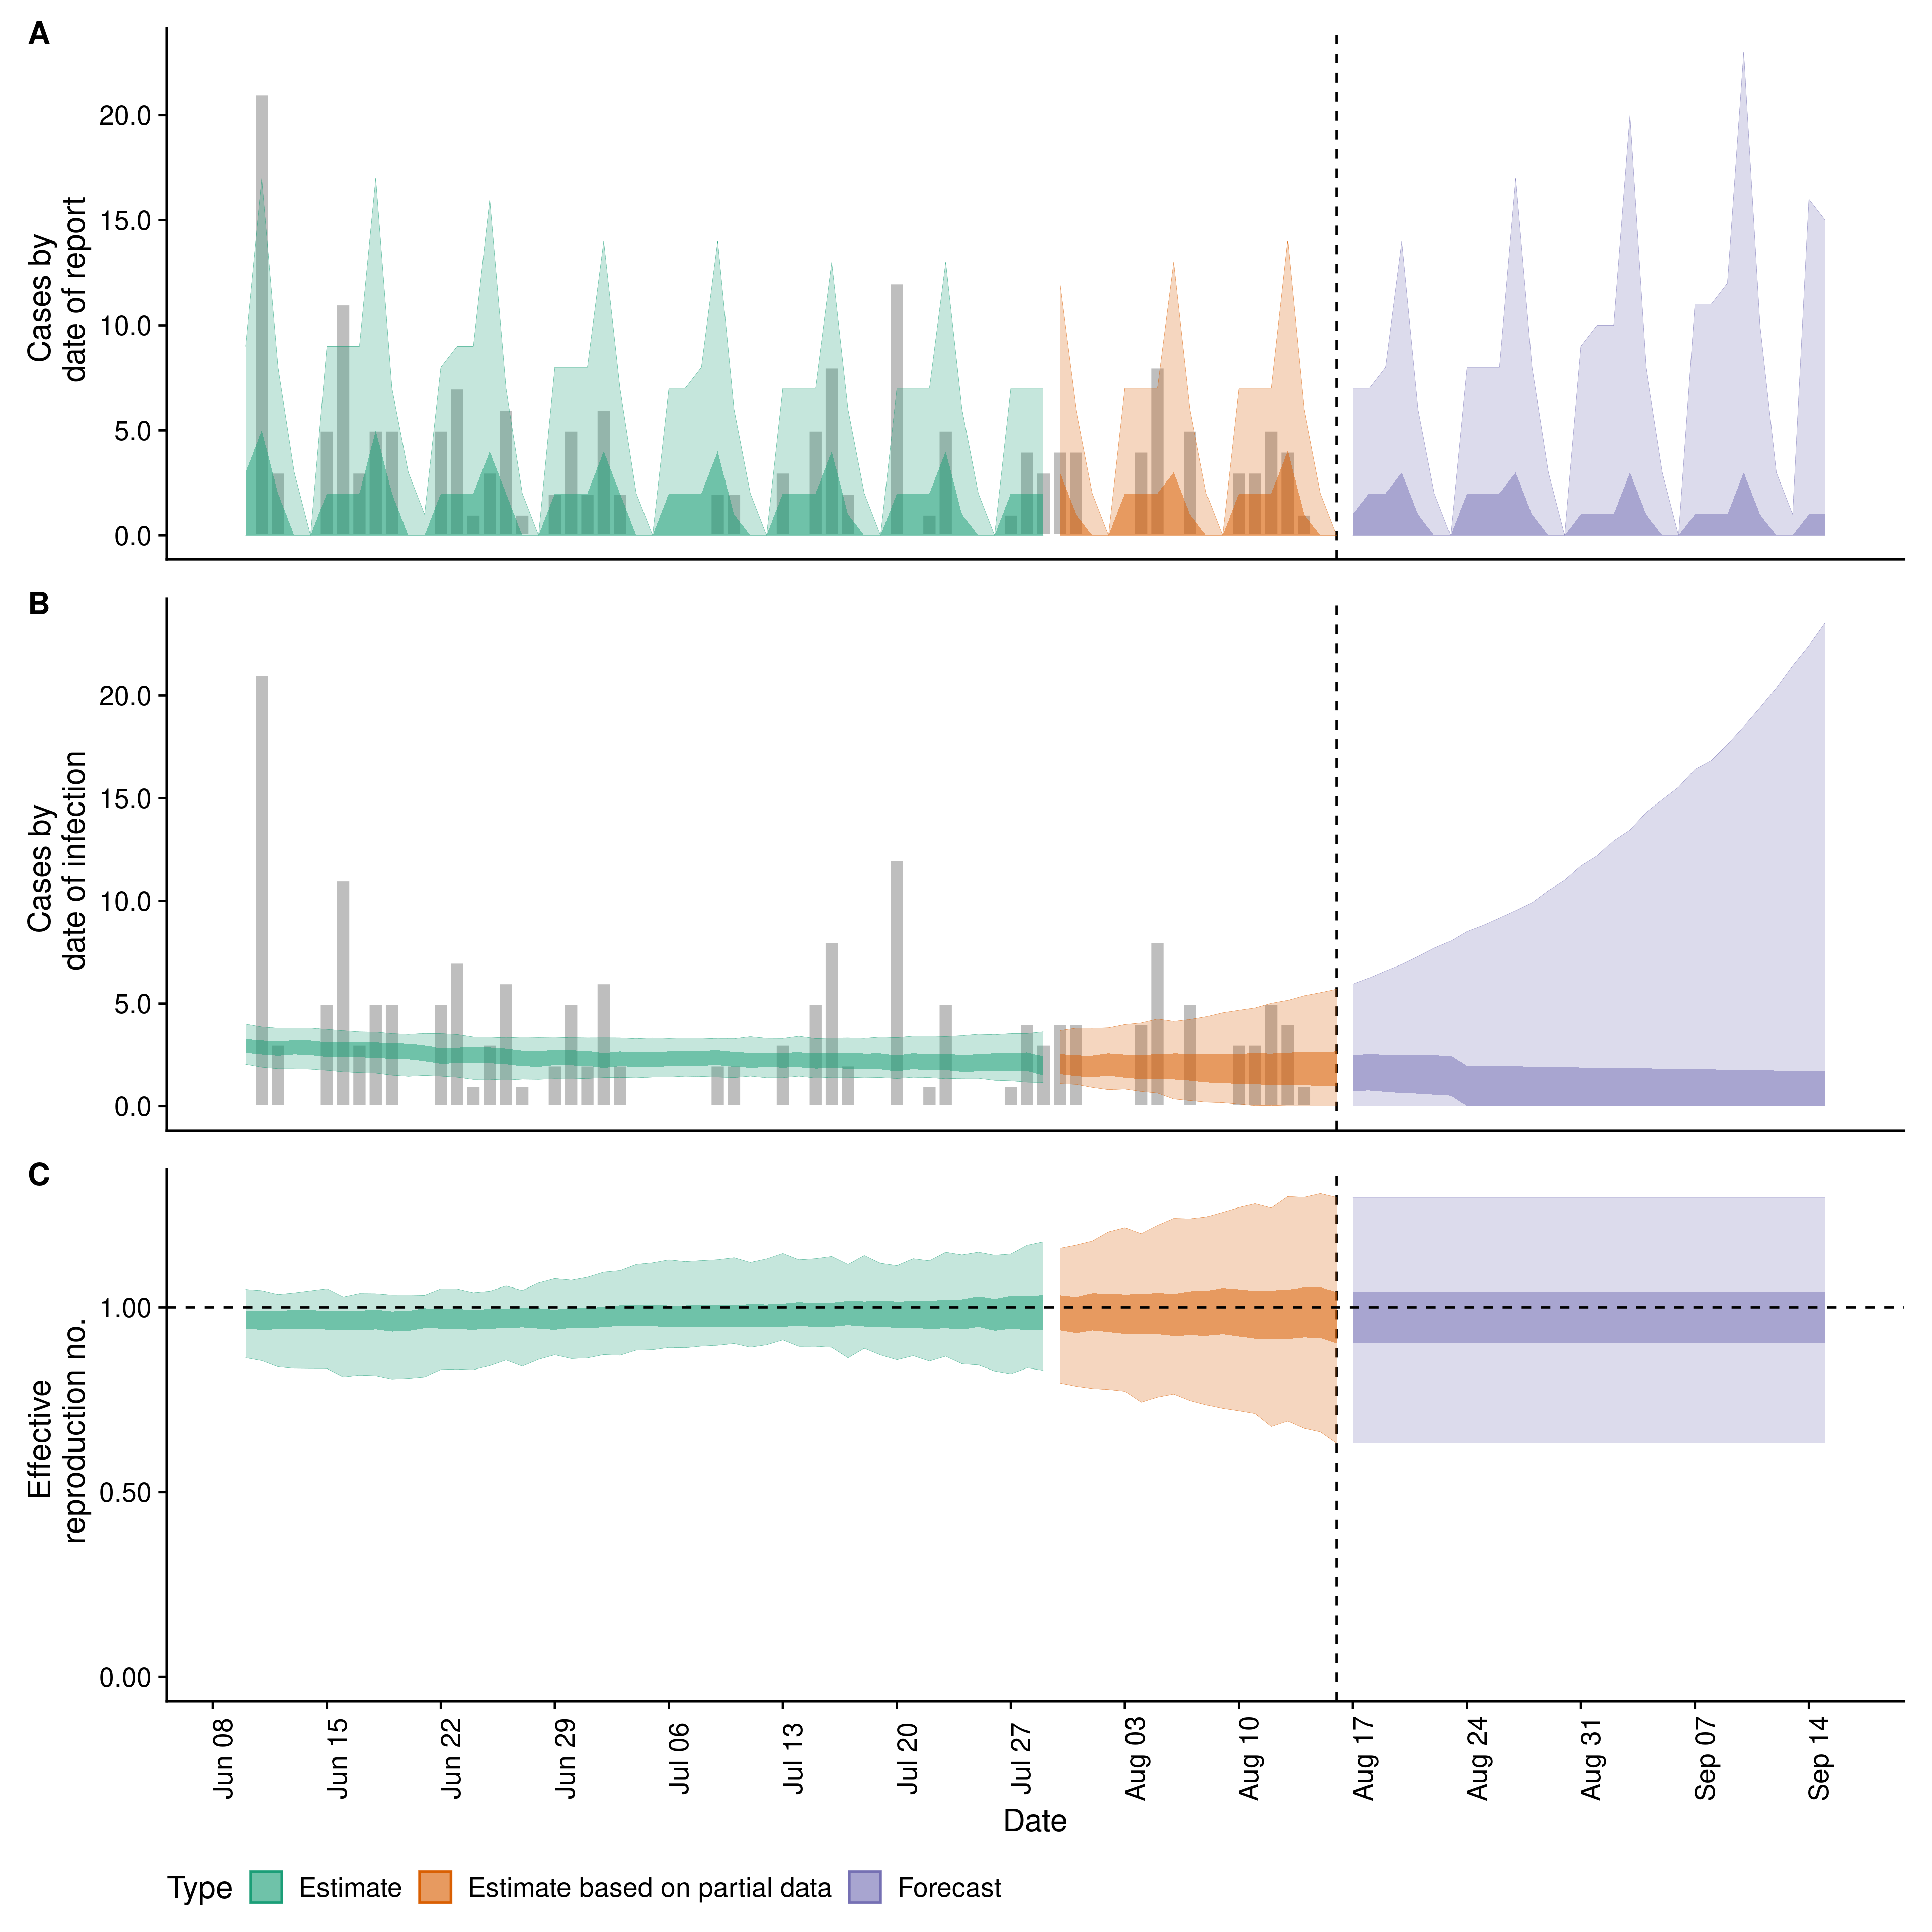 A
20.0
15.0
10.0
5.0
0.0
Cases by
date of report
B
20.0
15.0
10.0
5.0
0.0
Cases by
date of infection
C
1.00
0.50
0.00
Effective
reproduction no.
Jun 08
Jun 15
Jun 22
Jun 29
Jul 06
Jul 13
Jul 20
Jul 27
Aug 03
Aug 10
Aug 17
Aug 24
Aug 31
Sep 07
Sep 14
Date
Type Estimate Estimate based on partial data Forecast